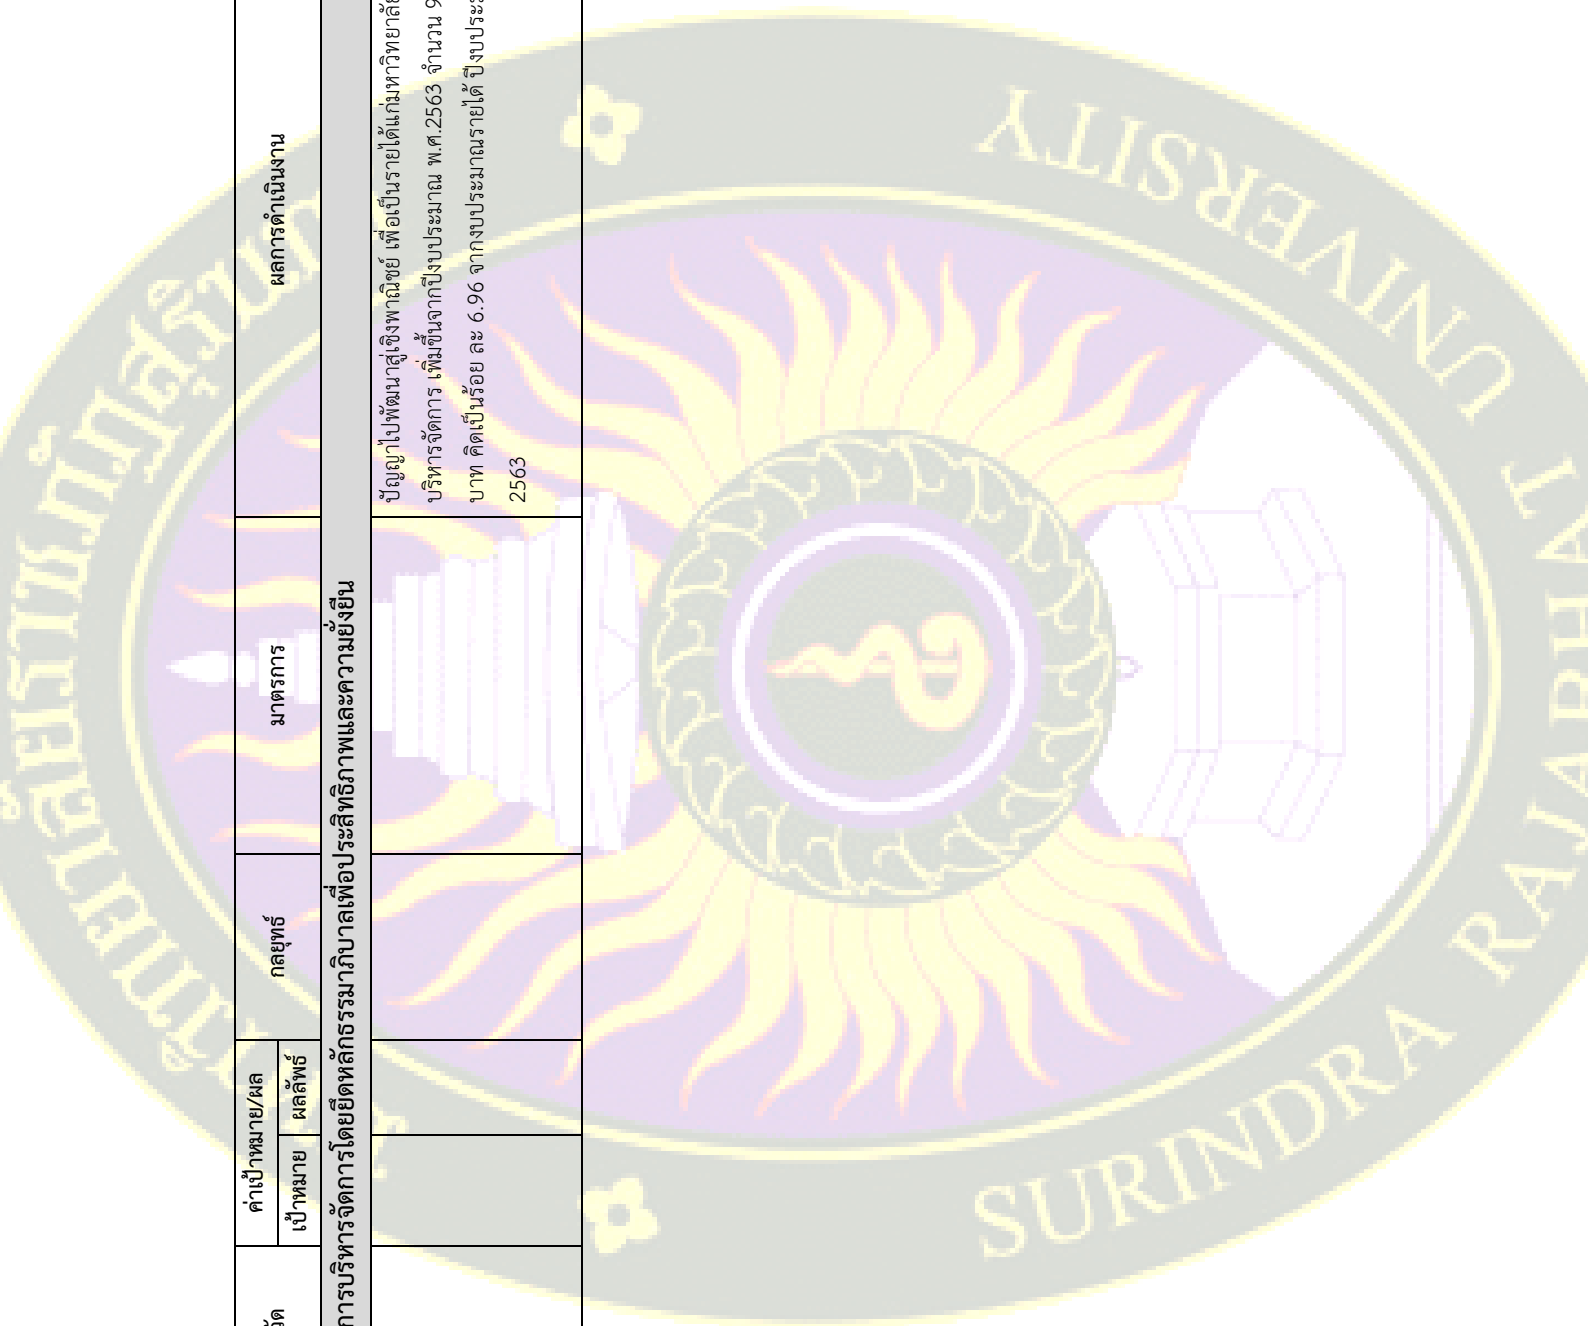 ค่าเป้าหมาย/ผล กลยุทธ์ มาตรการ ผลการดำเนินงาน
เป้าหมาย ผลลัพธ์
การบริหารจัดการโดยยึดหลักธรรมาภิบาลเพื่อประสิทธิภาพและความยั่งยืน
ปัญญาไปพัฒนาสู่เชิงพาณิชย์ เพื่อเป็นรายได้แก่มหาวิทยาลัย
บริหารจัดการ เพิ่มขึ้นจากปีงบประมาณ พ.ศ.2563 จำนวน 9
บาท คิดเป็นร้อย ละ 6.96 จากงบประมาณรายได้ ปีงบประ
2563
SURINDRA RAJABHAT UNIVERSITY